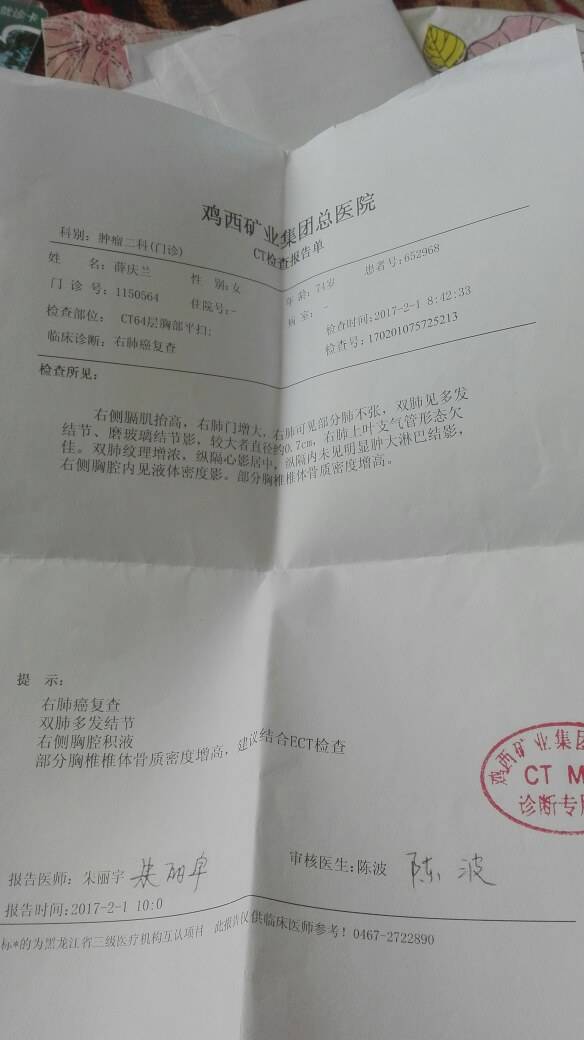 就诊卡
鸡西矿业集团总医院
CT检查报告单
科别：肿瘤二科(门诊)
姓 名：薛庆兰 性 别：女 年 龄：74岁 患者号：652968
门 诊 号：1150564 住院号：- 病 室： -
检查部位： CT64层胸部平扫； 检查时间：2017-2-1 8:42:33
临床诊断：右肺癌复查 检查号：170201075725213
检查所见：
右侧膈肌抬高，右肺门增大，右肺可见部分肺不张，双肺见多发
结节、磨玻璃结节影，较大者直径约0.7cm，右肺上叶支气管形态欠
佳。双肺纹理增浓，纵隔心影居中，纵隔内未见明显肿大淋巴结影，
右侧胸腔内见液体密度影。部分胸椎椎体骨质密度增高。
提 示：
右肺癌复查
双肺多发结节
右侧胸腔积液
部分胸椎椎体骨质密度增高，建议结合ECT检查
鸡西矿业集团
CT M
诊断专用
报告医师：朱丽宇 朱丽宇 审核医生：陈波 陈波
报告时间：2017-2-1 10:0
标*的为黑龙江省三级医疗机构互认项目 此报告仅供临床医师参考！0467-2722890